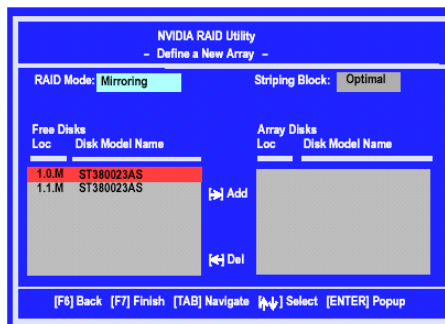 NVIDIA RAID Utility
– Define a New Array –
RAID Mode: Mirroring Striping Block: Optimal
Free Disks Array Disks
Loc Disk Model Name Loc Disk Model Name
1.0.M ST380023AS
1.1.M ST380023AS
[→] Add
[←] Del
[F6] Back [F7] Finish [TAB] Navigate [↑↓] Select [ENTER] Popup